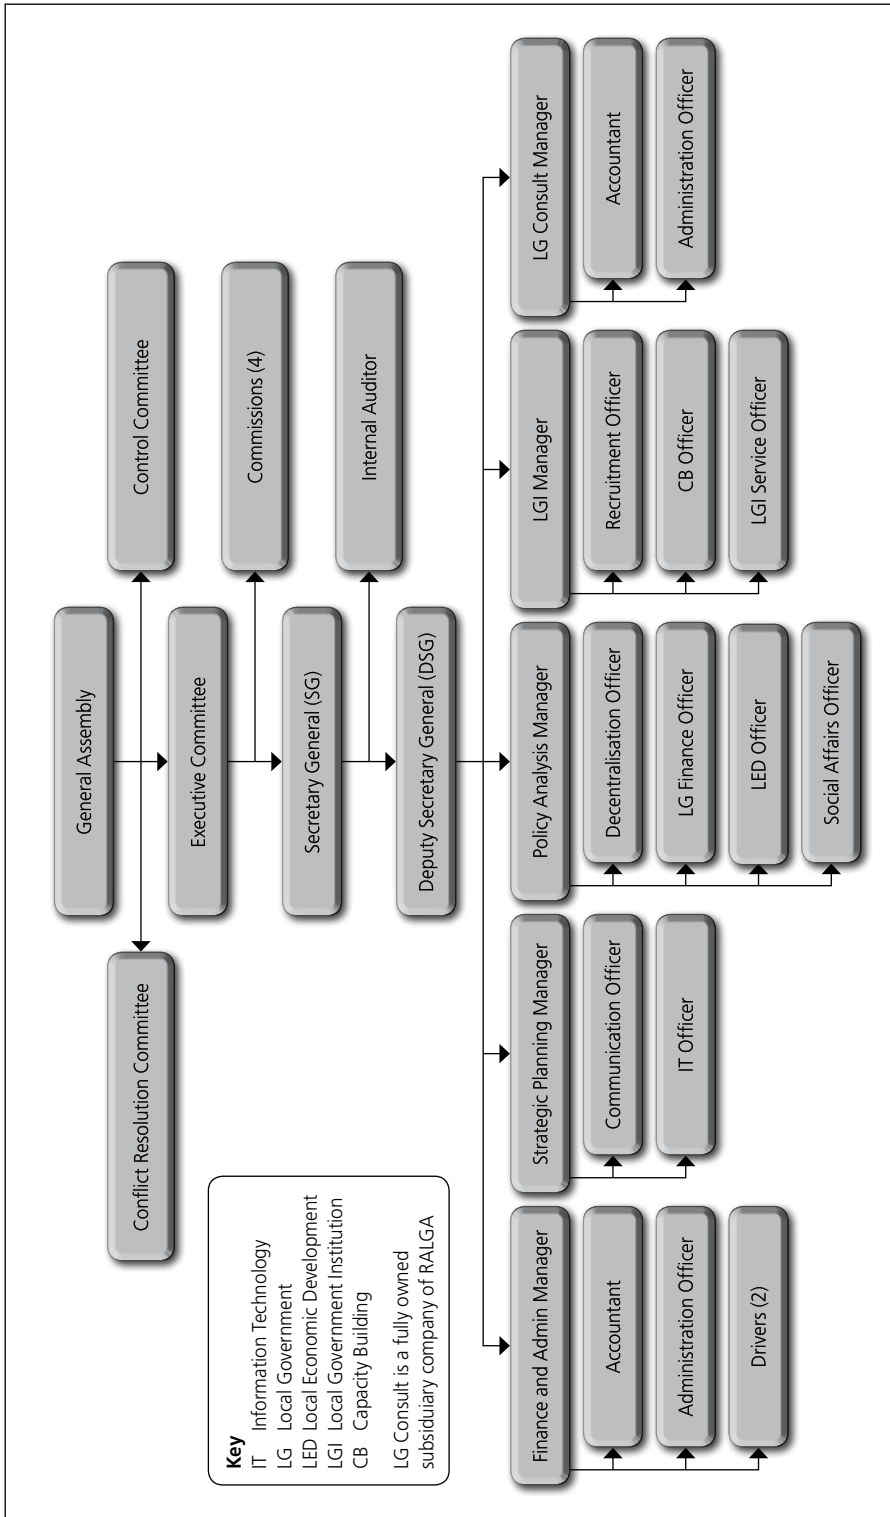 General Assembly
Conflict Resolution Committee
Control Committee
Executive Committee
Commissions (4)
Secretary General (SG)
Internal Auditor
Deputy Secretary General (DSG)
Key
IT Information Technology
LG Local Government
LED Local Economic Development
LGI Local Government Institution
CB Capacity Building
LG Consult is a fully owned
subsiduiary company of RALGA
Finance and Admin Manager
Accountant
Administration Officer
Drivers (2)
Strategic Planning Manager
Communication Officer
IT Officer
Policy Analysis Manager
Decentralisation Officer
LG Finance Officer
LED Officer
Social Affairs Officer
LGI Manager
Recruitment Officer
CB Officer
LGI Service Officer
LG Consult Manager
Accountant
Administration Officer